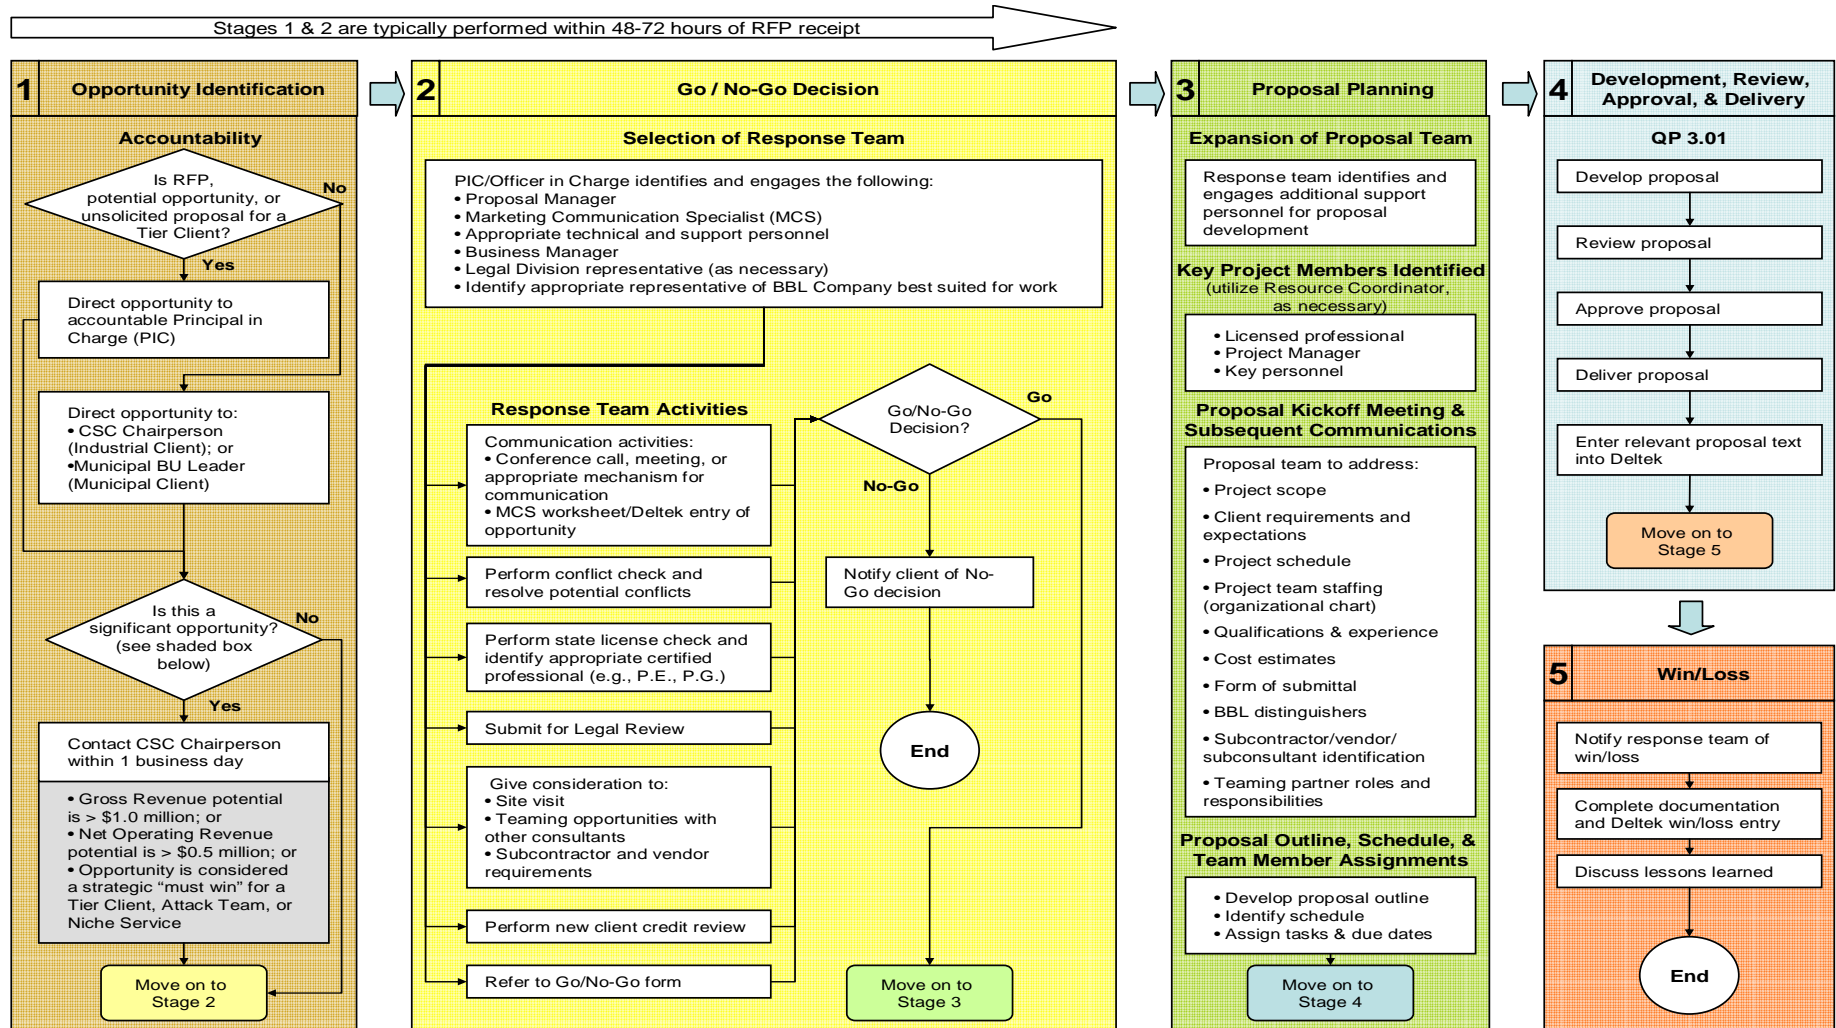 Stages 1 & 2 are typically performed within 48-72 hours of RFP receipt
1
Opportunity Identification
Accountability
Is RFP,
potential opportunity, or
unsolicited proposal for a
Tier Client?
No
Yes
Direct opportunity to
accountable Principal in
Charge (PIC)
Direct opportunity to:
• CSC Chairperson
(Industrial Client); or
•Municipal BU Leader
(Municipal Client)
Is this a
significant opportunity?
(see shaded box
below)
No
Yes
Contact CSC Chairperson
within 1 business day
• Gross Revenue potential
is > $1.0 million; or
• Net Operating Revenue
potential is > $0.5 million; or
• Opportunity is considered
a strategic “must win” for a
Tier Client, Attack Team, or
Niche Service
Move on to
Stage 2
2
Go / No-Go Decision
Selection of Response Team
PIC/Officer in Charge identifies and engages the following:
• Proposal Manager
• Marketing Communication Specialist (MCS)
• Appropriate technical and support personnel
• Business Manager
• Legal Division representative (as necessary)
• Identify appropriate representative of BBL Company best suited for work
Response Team Activities
Communication activities:
• Conference call, meeting, or
appropriate mechanism for
communication
• MCS worksheet/Deltek entry of
opportunity
Perform conflict check and
resolve potential conflicts
Perform state license check and
identify appropriate certified
professional (e.g., P.E., P.G.)
Submit for Legal Review
Give consideration to:
• Site visit
• Teaming opportunities with
other consultants
• Subcontractor and vendor
requirements
Perform new client credit review
Refer to Go/No-Go form
Go/No-Go
Decision?
Go
No-Go
Notify client of No-
Go decision
End
Move on to
Stage 3
3
Proposal Planning
Expansion of Proposal Team
Response team identifies and
engages additional support
personnel for proposal
development
Key Project Members Identified
(utilize Resource Coordinator,
as necessary)
• Licensed professional
• Project Manager
• Key personnel
Proposal Kickoff Meeting &
Subsequent Communications
Proposal team to address:
• Project scope
• Client requirements and
expectations
• Project schedule
• Project team staffing
(organizational chart)
• Qualifications & experience
• Cost estimates
• Form of submittal
• BBL distinguishers
• Subcontractor/vendor/
subconsultant identification
• Teaming partner roles and
responsibilities
Proposal Outline, Schedule, &
Team Member Assignments
• Develop proposal outline
• Identify schedule
• Assign tasks & due dates
Move on to
Stage 4
4
Development, Review,
Approval, & Delivery
QP 3.01
Develop proposal
Review proposal
Approve proposal
Deliver proposal
Enter relevant proposal text
into Deltek
Move on to
Stage 5
5
Win/Loss
Notify response team of
win/loss
Complete documentation
and Deltek win/loss entry
Discuss lessons learned
End